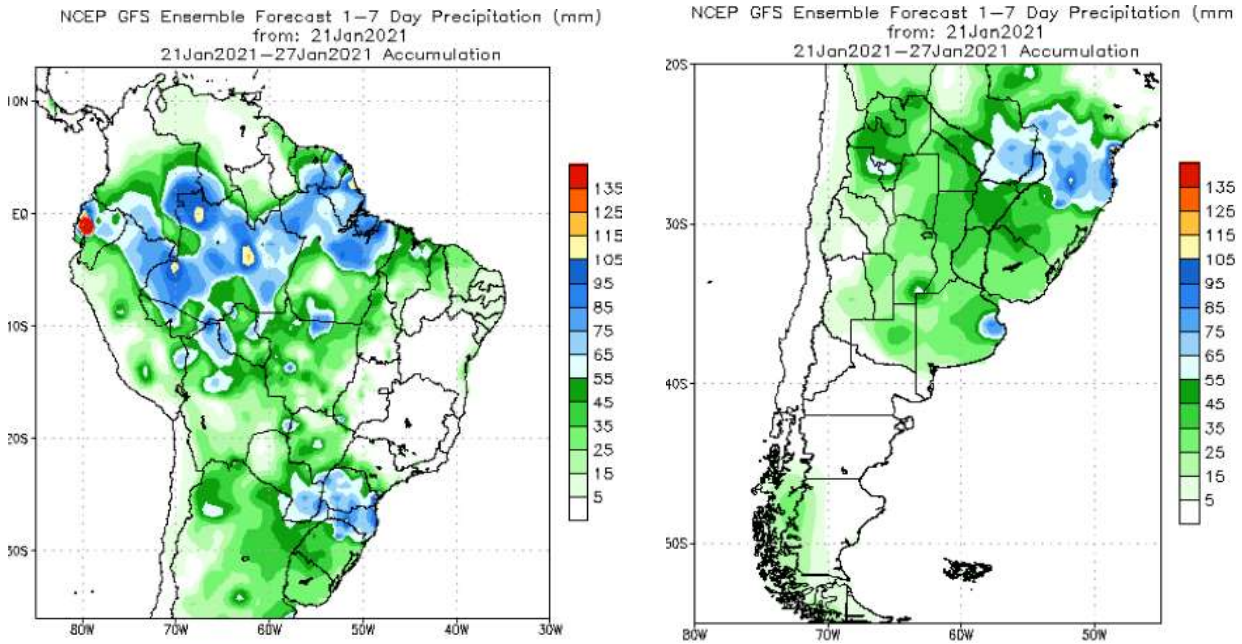 NCEP GFS Ensemble Forecast 1-7 Day Precipitation (mm)
from: 21Jan2021
21Jan2021-27Jan2021 Accumulation
10N
EQ
10S
20S
30S
80W
70W
60W
50W
40W
30W
135
125
115
105
95
85
75
65
55
45
35
25
15
5
NCEP GFS Ensemble Forecast 1-7 Day Precipitation (mm
from: 21Jan2021
21Jan2021-27Jan2021 Accumulation
20S
30S
40S
50S
80W
70W
60W
50W
135
125
115
105
95
85
75
65
55
45
35
25
15
5